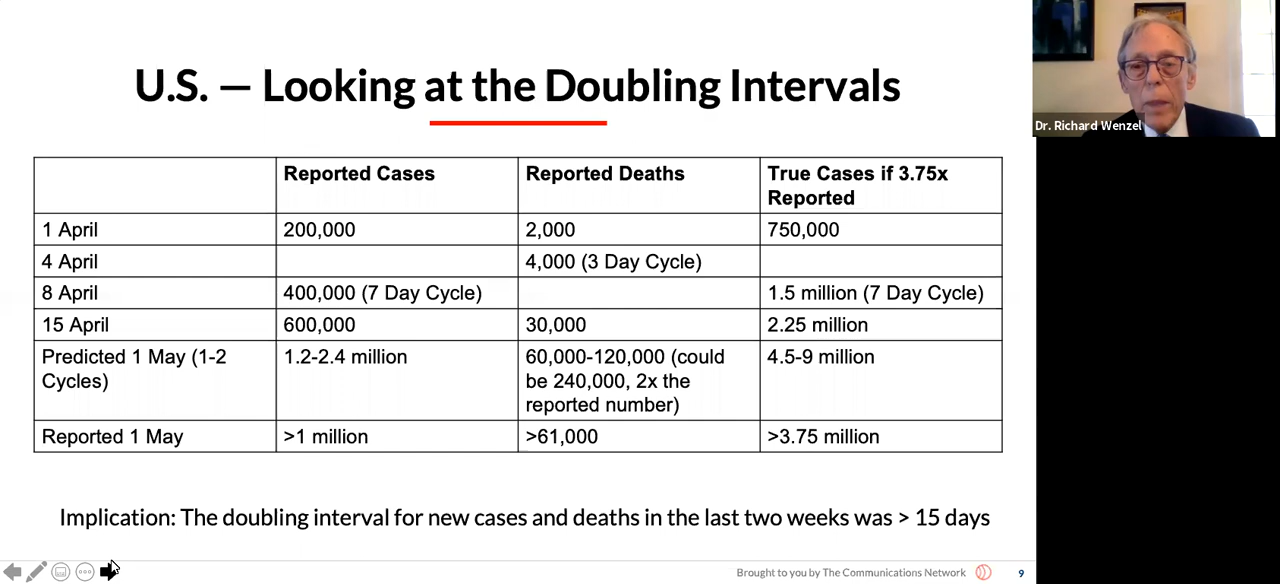 U.S. — Looking at the Doubling Intervals
Dr. Richard Wenzel
Reported Cases Reported Deaths True Cases if 3.75x
Reported
1 April 200,000 2,000 750,000
4 April 4,000 (3 Day Cycle)
8 April 400,000 (7 Day Cycle) 1.5 million (7 Day Cycle)
15 April 600,000 30,000 2.25 million
Predicted 1 May (1-2 1.2-2.4 million 60,000-120,000 (could 4.5-9 million
Cycles) be 240,000, 2x the
reported number)
Reported 1 May >1 million >61,000 >3.75 million
Implication: The doubling interval for new cases and deaths in the last two weeks was > 15 days
Brought to you by The Communications Network 9